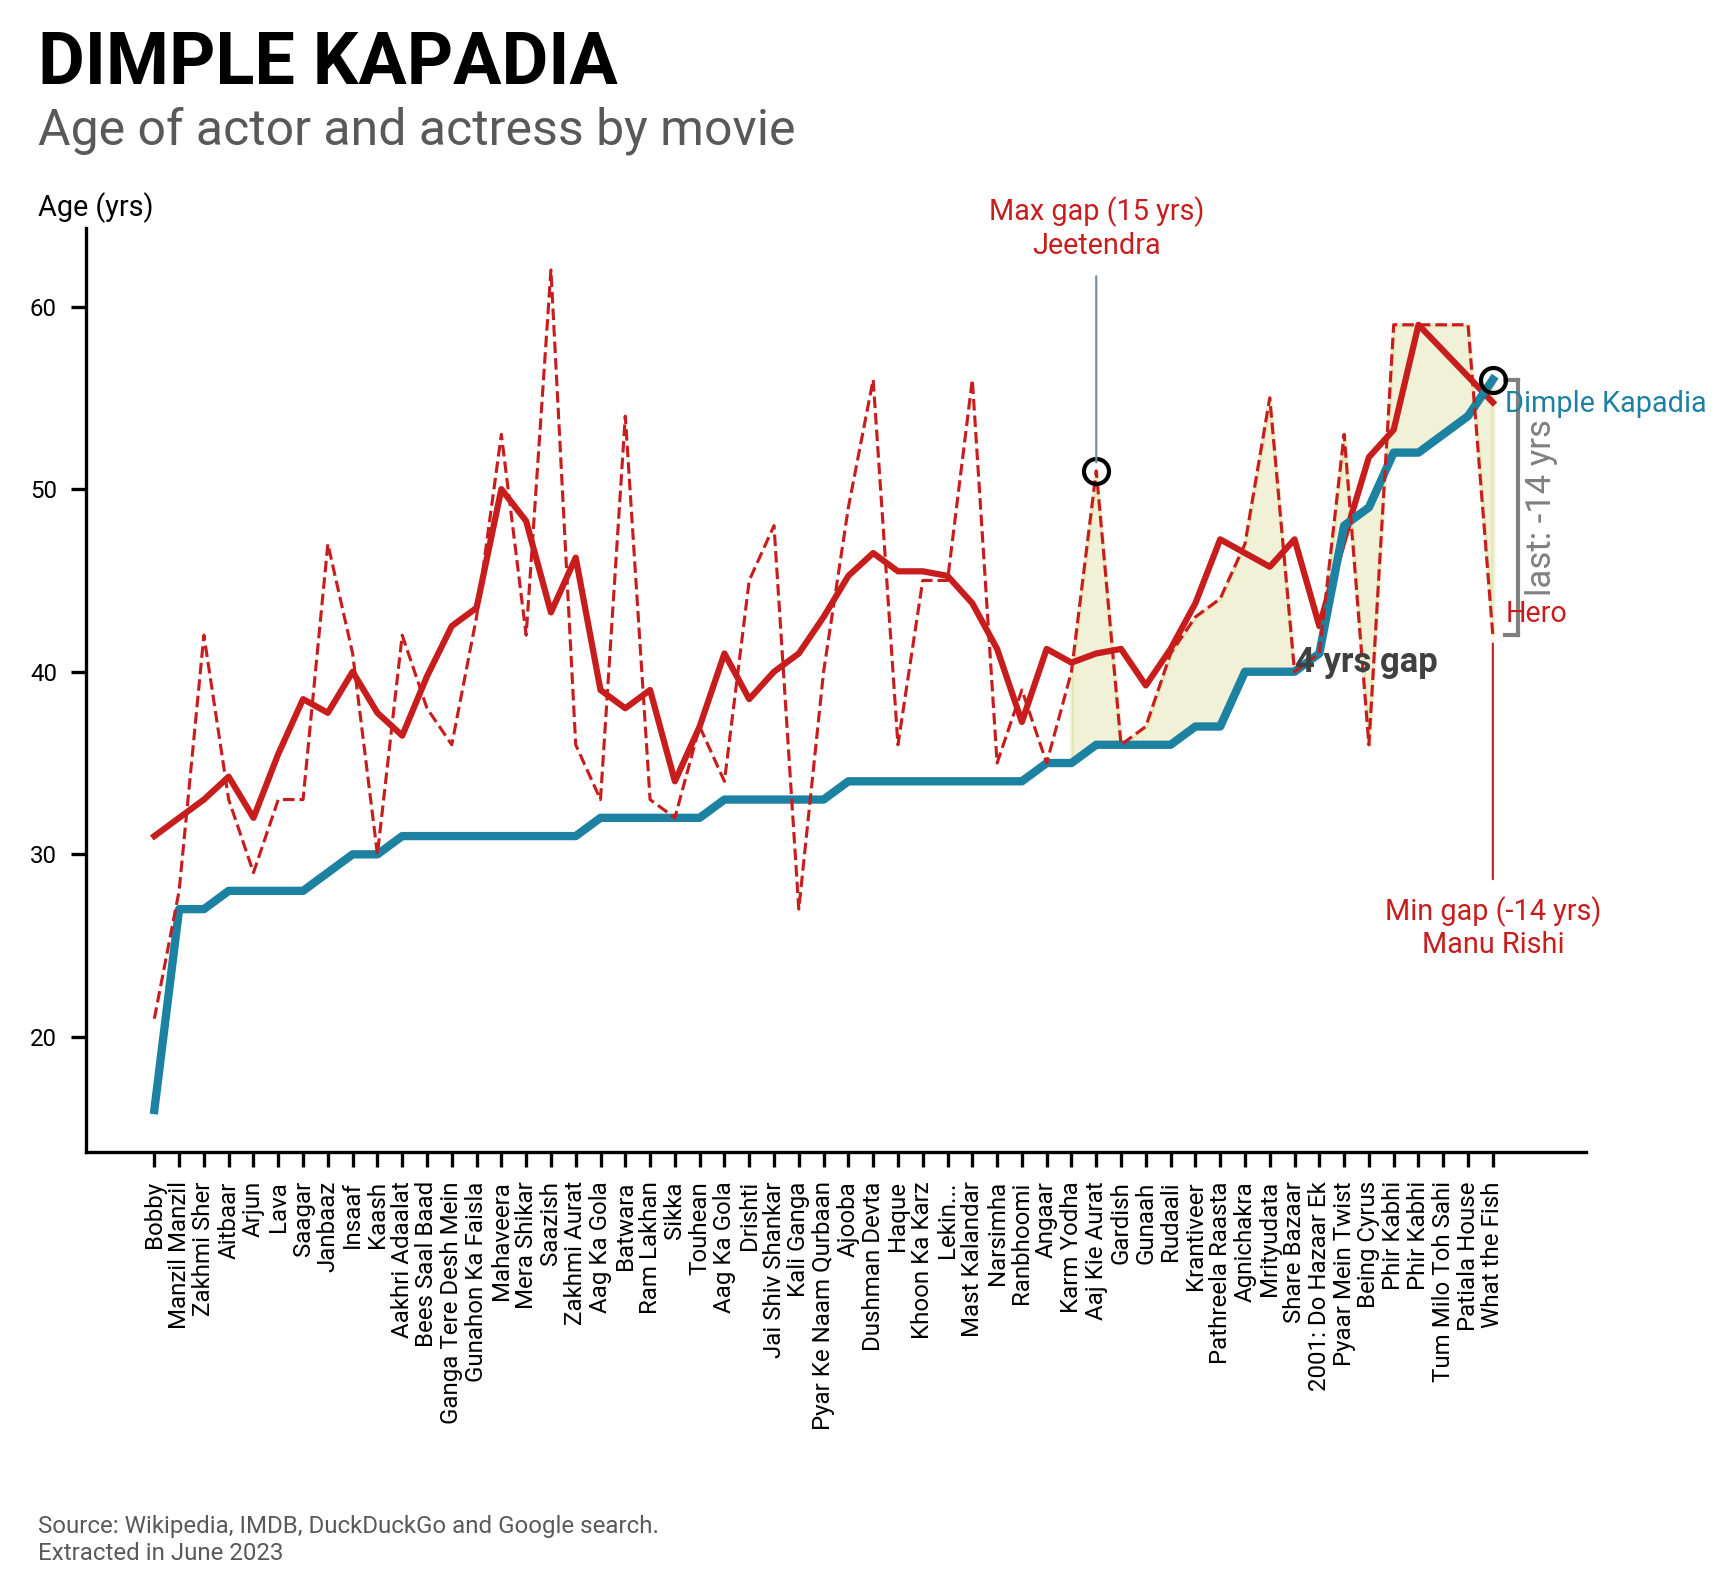 DIMPLE KAPADIA
Age of actor and actress by movie
Age (yrs)
Max gap (15 yrs)
Jeetendra
60
50
40
30
20
Dimple Kapadia
last: -14 yrs
Hero
4 yrs gap
Min gap (-14 yrs)
Manu Rishi
Bobby
Manzil Manzil
Zakhmi Sher
Aitbaar
Arjun
Lava
Saagar
Janbaaz
Insaaf
Kaash
Aakhri Adaalat
Bees Saal Baad
Ganga Tere Desh Mein
Gunahon Ka Faisla
Mahaveera
Mera Shikar
Saazish
Zakhmi Aurat
Aag Ka Gola
Batwara
Ram Lakhan
Sikka
Touhean
Aag Ka Gola
Drishti
Jai Shiv Shankar
Kali Ganga
Pyar Ke Naam Qurbaan
Ajooba
Dushman Devta
Haque
Khoon Ka Karz
Lekin...
Mast Kalandar
Narsimha
Ranbhoomi
Angaar
Karm Yodha
Aaj Kie Aurat
Gardish
Gunaah
Rudaali
Krantiveer
Pathreela Raasta
Agnichakra
Mrityudata
Share Bazaar
2001: Do Hazaar Ek
Pyaar Mein Twist
Being Cyrus
Phir Kabhi
Phir Kabhi
Tum Milo Toh Sahi
Patiala House
What the Fish
Source: Wikipedia, IMDB, DuckDuckGo and Google search.
Extracted in June 2023